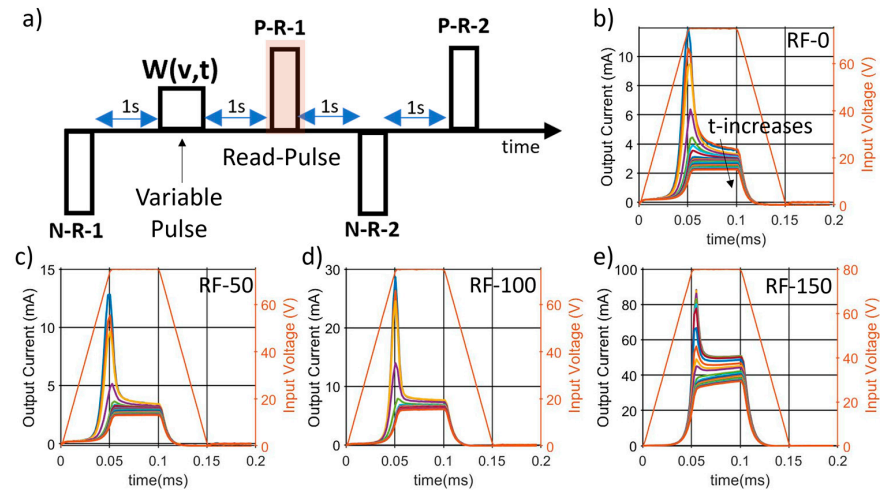 a)
P-R-1
P-R-2
W(v,t)
1s
1s
1s
1s
time
Read-Pulse
Variable
Pulse
N-R-1
N-R-2
b)
RF-0
t-increases
Output Current (mA)
12
10
8
6
4
2
0
Input Voltage (V)
60
40
20
0
0
0.05
0.1
0.15
0.2
time(ms)
c)
RF-50
Output Current (mA)
15
10
5
0
Input Voltage (V)
60
40
20
0
0
0.05
0.1
0.15
0.2
time(ms)
d)
RF-100
Output Current (mA)
30
20
10
0
Input Voltage (V)
60
40
20
0
0
0.05
0.1
0.15
0.2
time(ms)
e)
RF-150
Output Current (mA)
100
80
60
40
20
0
Input Voltage (V)
80
60
40
20
0
0
0.05
0.1
0.15
0.2
time(ms)